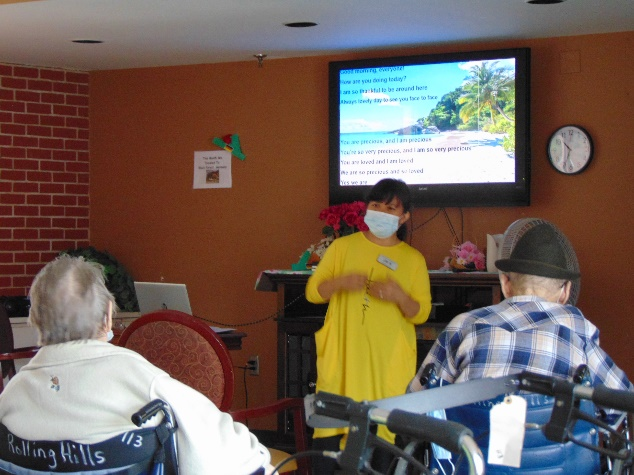 Good morning, everyone!
How are you doing today?
I am so thankful to be around here
Always lovely day to see you face to face
You are precious, and I am precious
You're so very precious, and I am so very precious
You are loved and I am loved
We are so precious and so loved
Yes we are
Rolling Hills 113